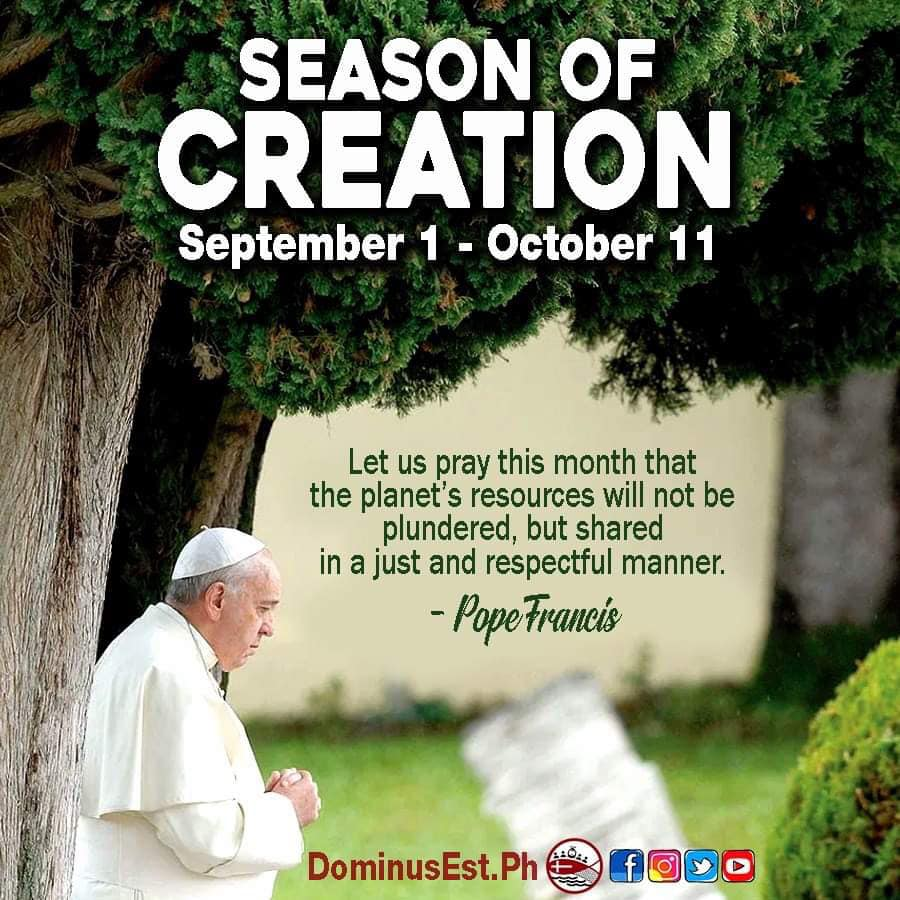 SEASON OF
CREATION
September 1 - October 11
Let us pray this month that
the planet's resources will not be
plundered, but shared
in a just and respectful manner.
- Pope Francis
DominusEst.Ph